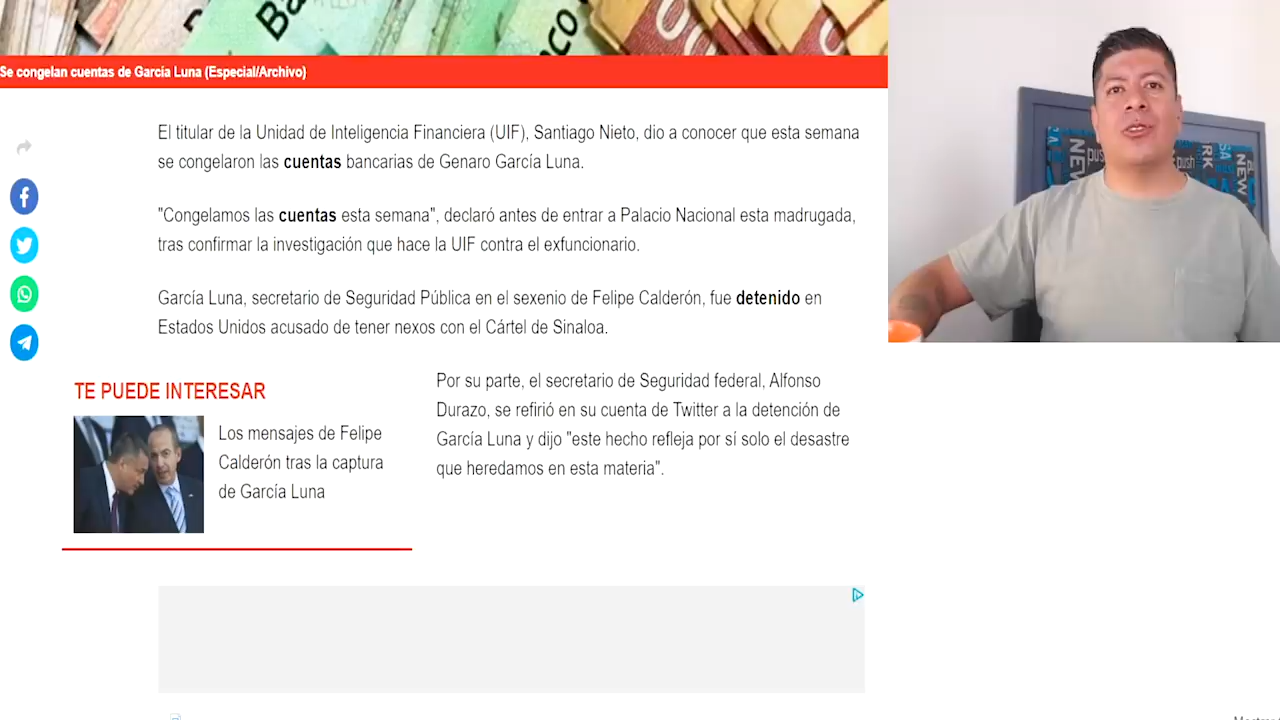 Se congelan cuentas de García Luna (Especial/Archivo)
El titular de la Unidad de Inteligencia Financiera (UIF), Santiago Nieto, dio a conocer que esta semana
se congelaron las cuentas bancarias de Genaro García Luna.
"Congelamos las cuentas esta semana", declaró antes de entrar a Palacio Nacional esta madrugada,
tras confirmar la investigación que hace la UIF contra el exfuncionario.
García Luna, secretario de Seguridad Pública en el sexenio de Felipe Calderón, fue detenido en
Estados Unidos acusado de tener nexos con el Cártel de Sinaloa.
TE PUEDE INTERESAR
Los mensajes de Felipe
Calderón tras la captura
de García Luna
Por su parte, el secretario de Seguridad federal, Alfonso
Durazo, se refirió en su cuenta de Twitter a la detención de
García Luna y dijo "este hecho refleja por sí solo el desastre
que heredamos en esta materia".
NEW
push
push
RK
NEW